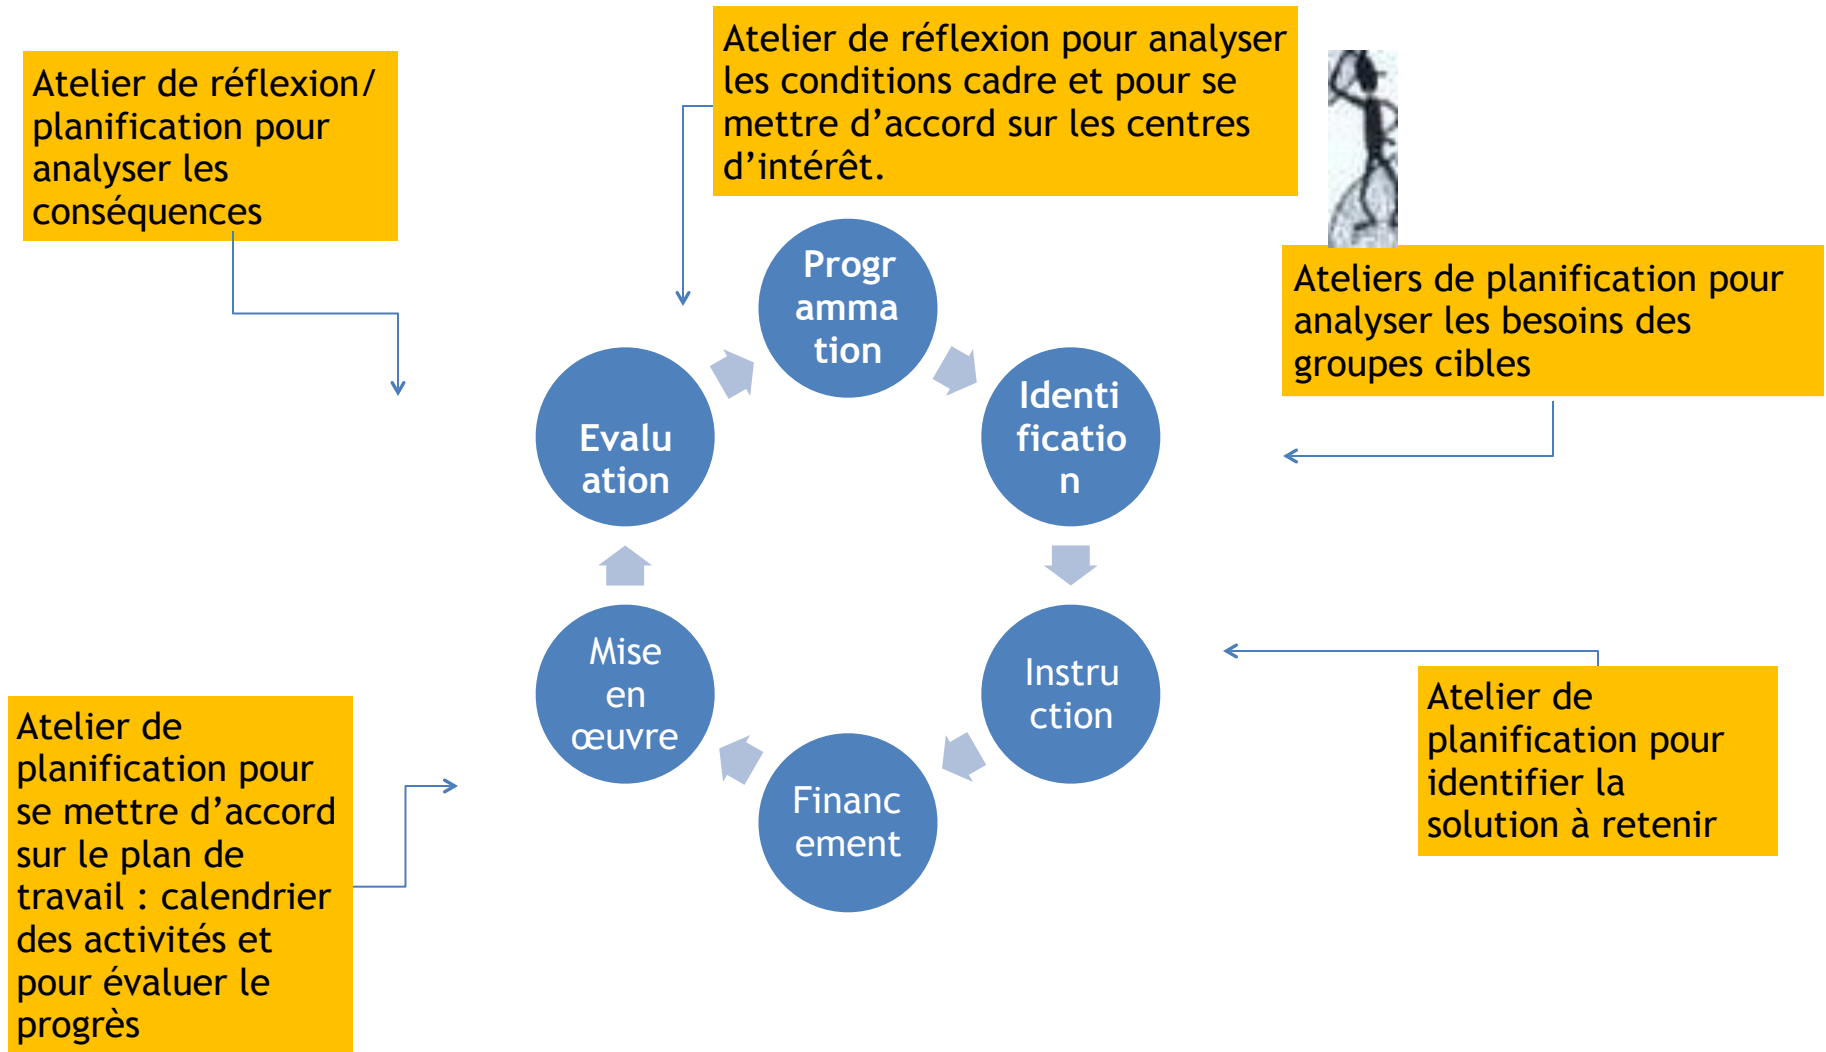 Atelier de réflexion/
planification pour
analyser les
conséquences
Atelier de réflexion pour analyser
les conditions cadre et pour se
mettre d’accord sur les centres
d’intérêt.
Ateliers de planification pour
analyser les besoins des
groupes cibles
Progr
amma
tion
Identi
ficatio
n
Evalu
ation
Instru
ction
Mise
en
œuvre
Financ
ement
Atelier de
planification pour
identifier la
solution à retenir
Atelier de
planification pour
se mettre d’accord
sur le plan de
travail : calendrier
des activités et
pour évaluer le
progrès